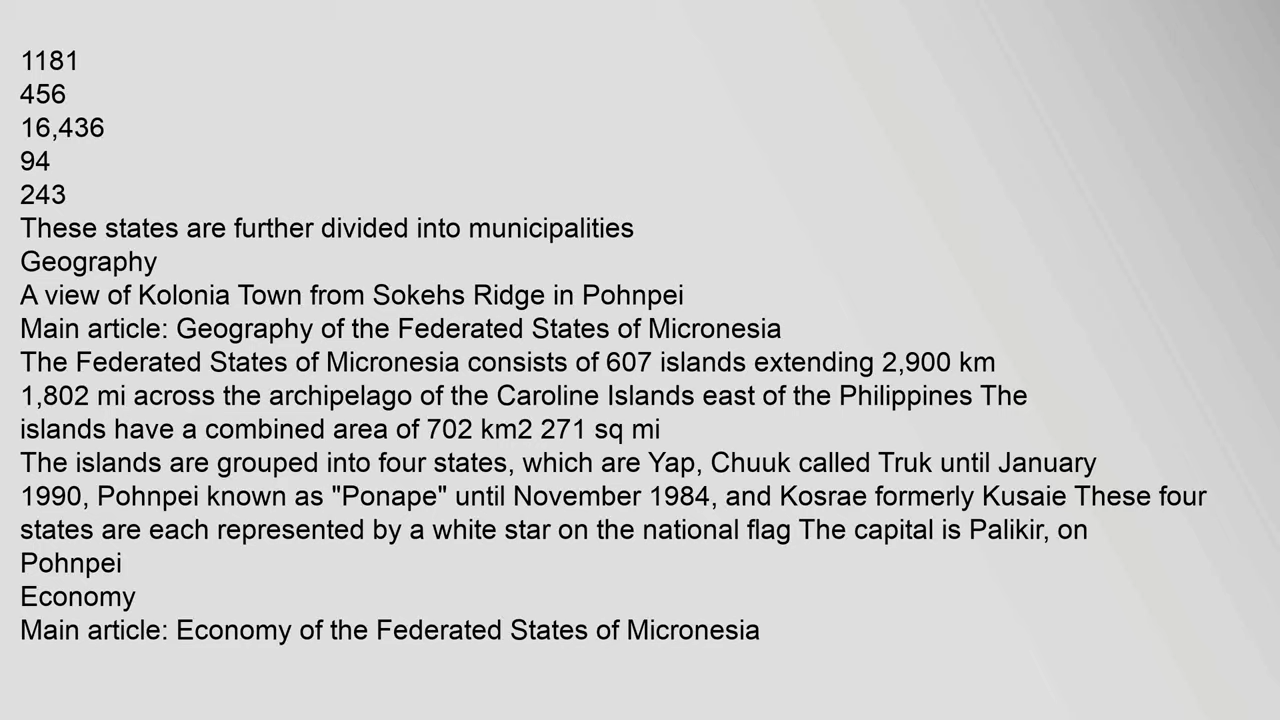 1181
456
16,436
94
243
These states are further divided into municipalities
Geography
A view of Kolonia Town from Sokehs Ridge in Pohnpei
Main article: Geography of the Federated States of Micronesia
The Federated States of Micronesia consists of 607 islands extending 2,900 km
1,802 mi across the archipelago of the Caroline Islands east of the Philippines The
islands have a combined area of 702 km2 271 sq mi
The islands are grouped into four states, which are Yap, Chuuk called Truk until January
1990, Pohnpei known as "Ponape" until November 1984, and Kosrae formerly Kusaie These four
states are each represented by a white star on the national flag The capital is Palikir, on
Pohnpei
Economy
Main article: Economy of the Federated States of Micronesia